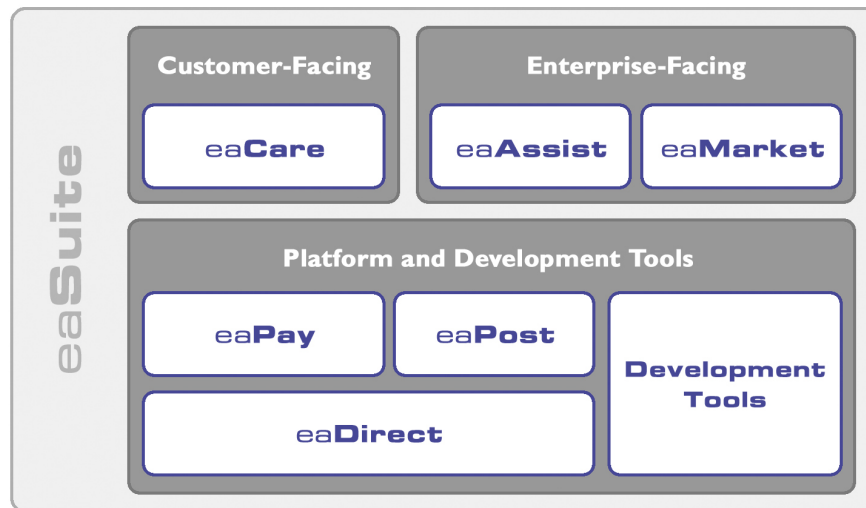 eaSuite
Customer-Facing
eaCare
Enterprise-Facing
eaAssist
eaMarket
Platform and Development Tools
eaPay
eaPost
eaDirect
Development
Tools